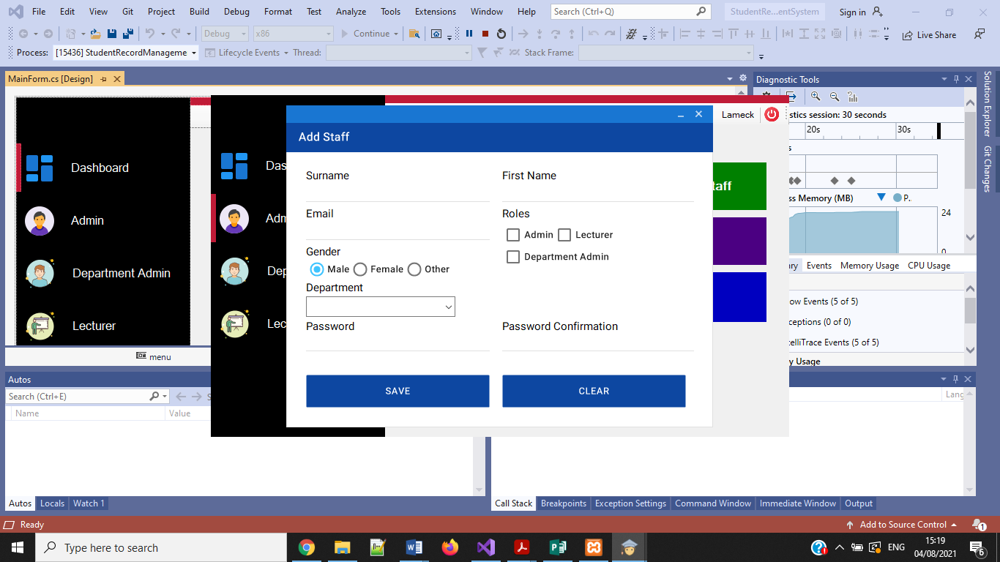 File Edit View Git Project Build Debug Format Test Analyze Tools Extensions Window Help Search (Ctrl+Q) StudentRe...entSystem Sign in
Debug x86 Continue Live Share
Process: [15436] StudentRecordManageme Lifecycle Events Thread: Stack Frame:
MainForm.cs [Design]
Diagnostic Tools
Solution Explorer
Git Changes
Lameck
stics session: 30 seconds
20s 30s
Add Staff
Dashboard
Admin
Department Admin
Lecturer
menu
Das
Adm
Dep
Lec
Surname First Name
Email Roles
Admin Lecturer
Department Admin
Gender
Male Female Other
Department
Password Password Confirmation
SAVE CLEAR
taff
s
ss Memory (MB) P..
24
0
ary Events Memory Usage CPU Usage
ow Events (5 of 5)
ceptions (0 of 0)
telliTrace Events (5 of 5)
y Usage
Autos
Search (Ctrl+E)
Name Value
Lang
Autos Locals Watch 1
Call Stack Breakpoints Exception Settings Command Window Immediate Window Output
Ready Add to Source Control 1
Type here to search
ENG 15:19
04/08/2021
6